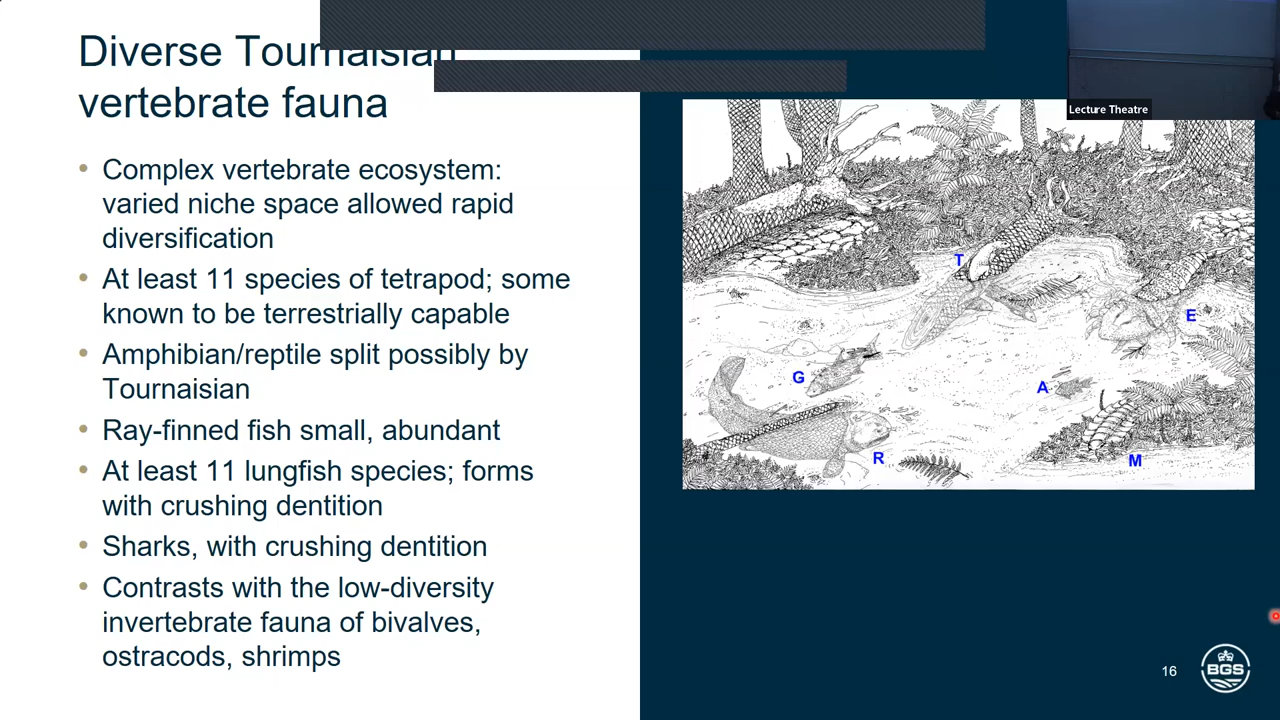 Diverse Tournaisian
vertebrate fauna
Lecture Theatre
• Complex vertebrate ecosystem:
varied niche space allowed rapid
diversification
• At least 11 species of tetrapod; some
known to be terrestrially capable
• Amphibian/reptile split possibly by
Tournaisian
• Ray-finned fish small, abundant
• At least 11 lungfish species; forms
with crushing dentition
• Sharks, with crushing dentition
• Contrasts with the low-diversity
invertebrate fauna of bivalves,
ostracods, shrimps
T
E
G
A
R
M
16
BGS